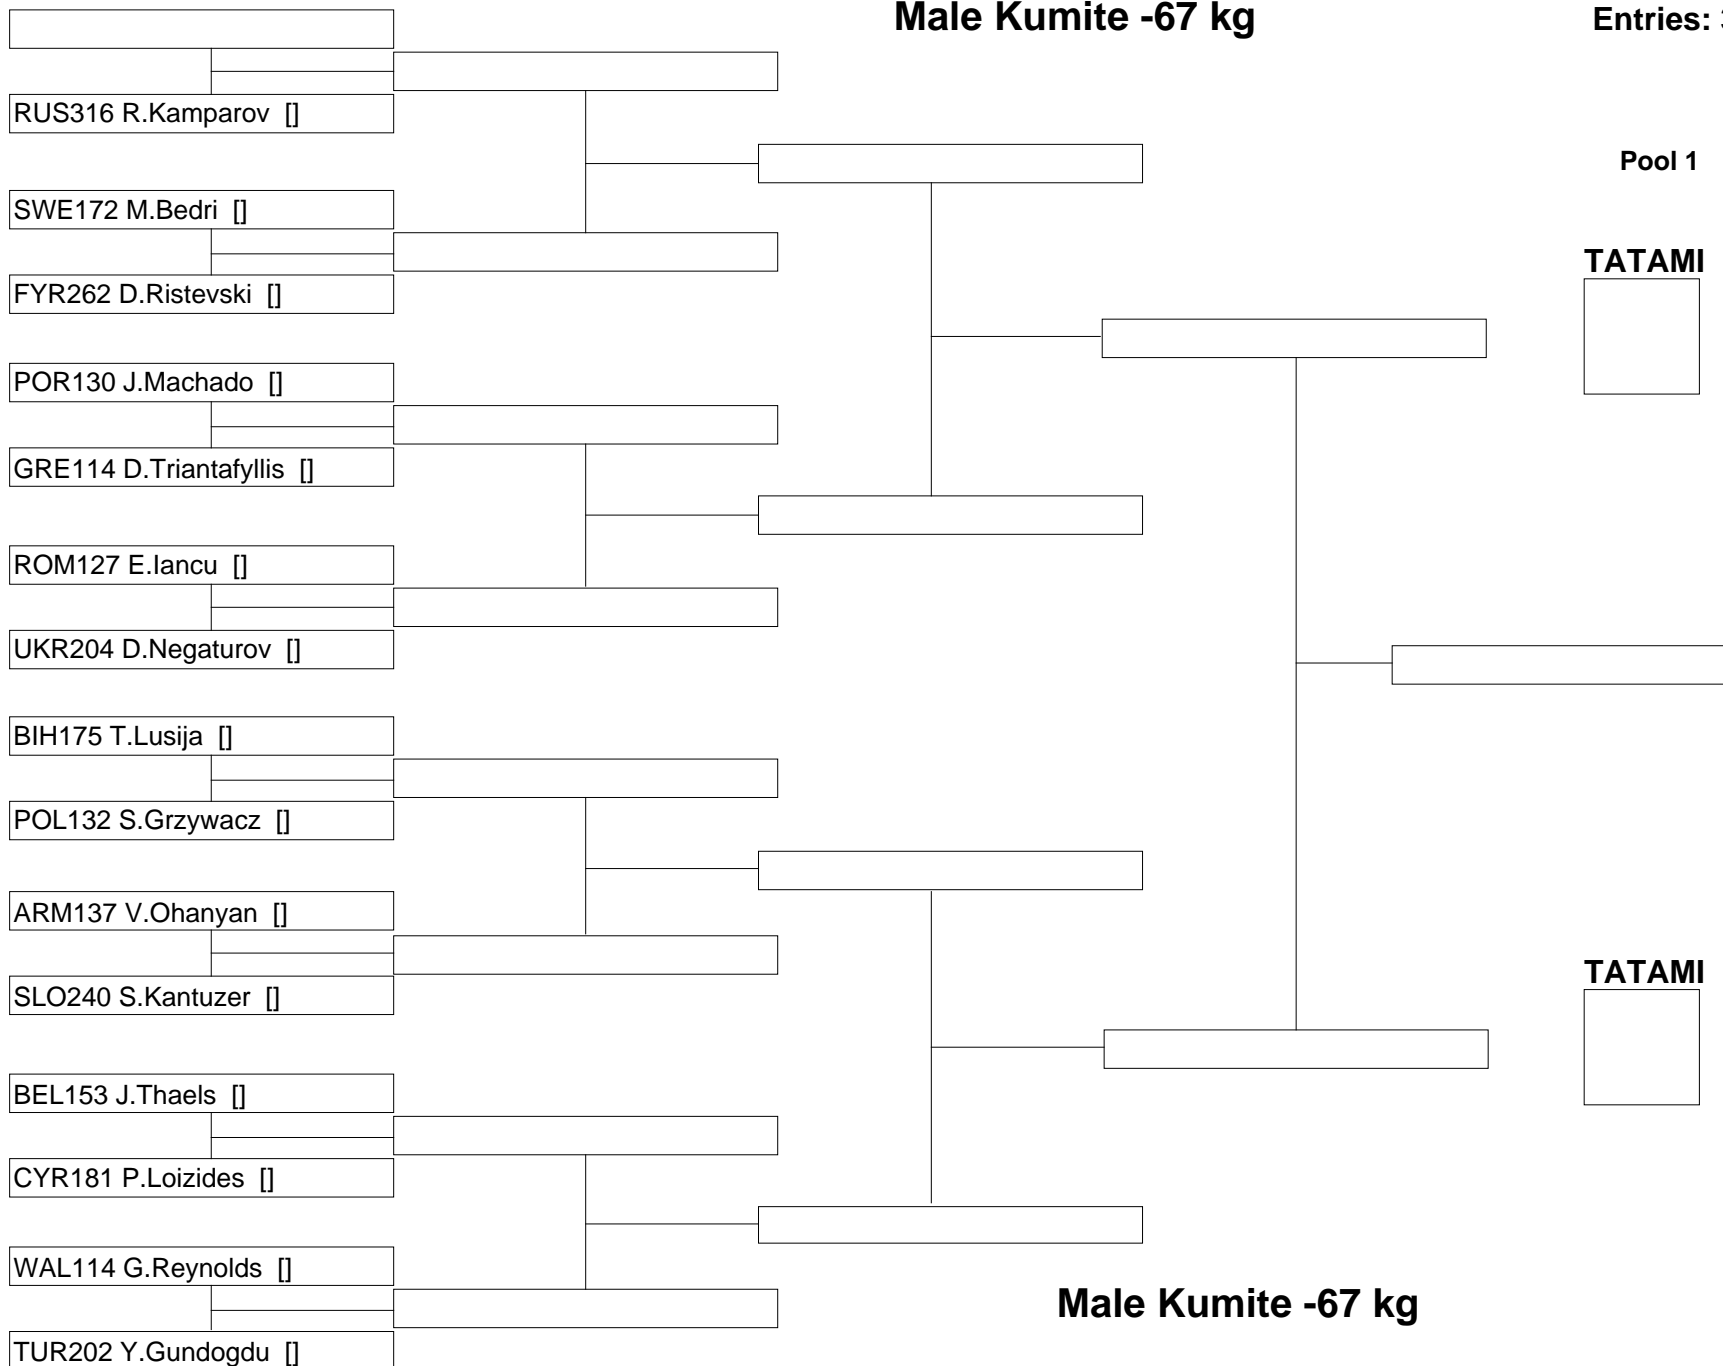 Male Kumite -67 kg
Entries:
RUS316 R.Kamparov []
Pool 1
SWE172 M.Bedri []
TATAMI
FYR262 D.Ristevski []
POR130 J.Machado []
GRE114 D.Triantafyllis []
ROM127 E.Iancu []
UKR204 D.Negaturov []
BIH175 T.Lusija []
POL132 S.Grzywacz []
ARM137 V.Ohanyan []
TATAMI
SLO240 S.Kantuzer []
BEL153 J.Thaels []
CYR181 P.Loizides []
WAL114 G.Reynolds []
Male Kumite -67 kg
TUR202 Y.Gundogdu []